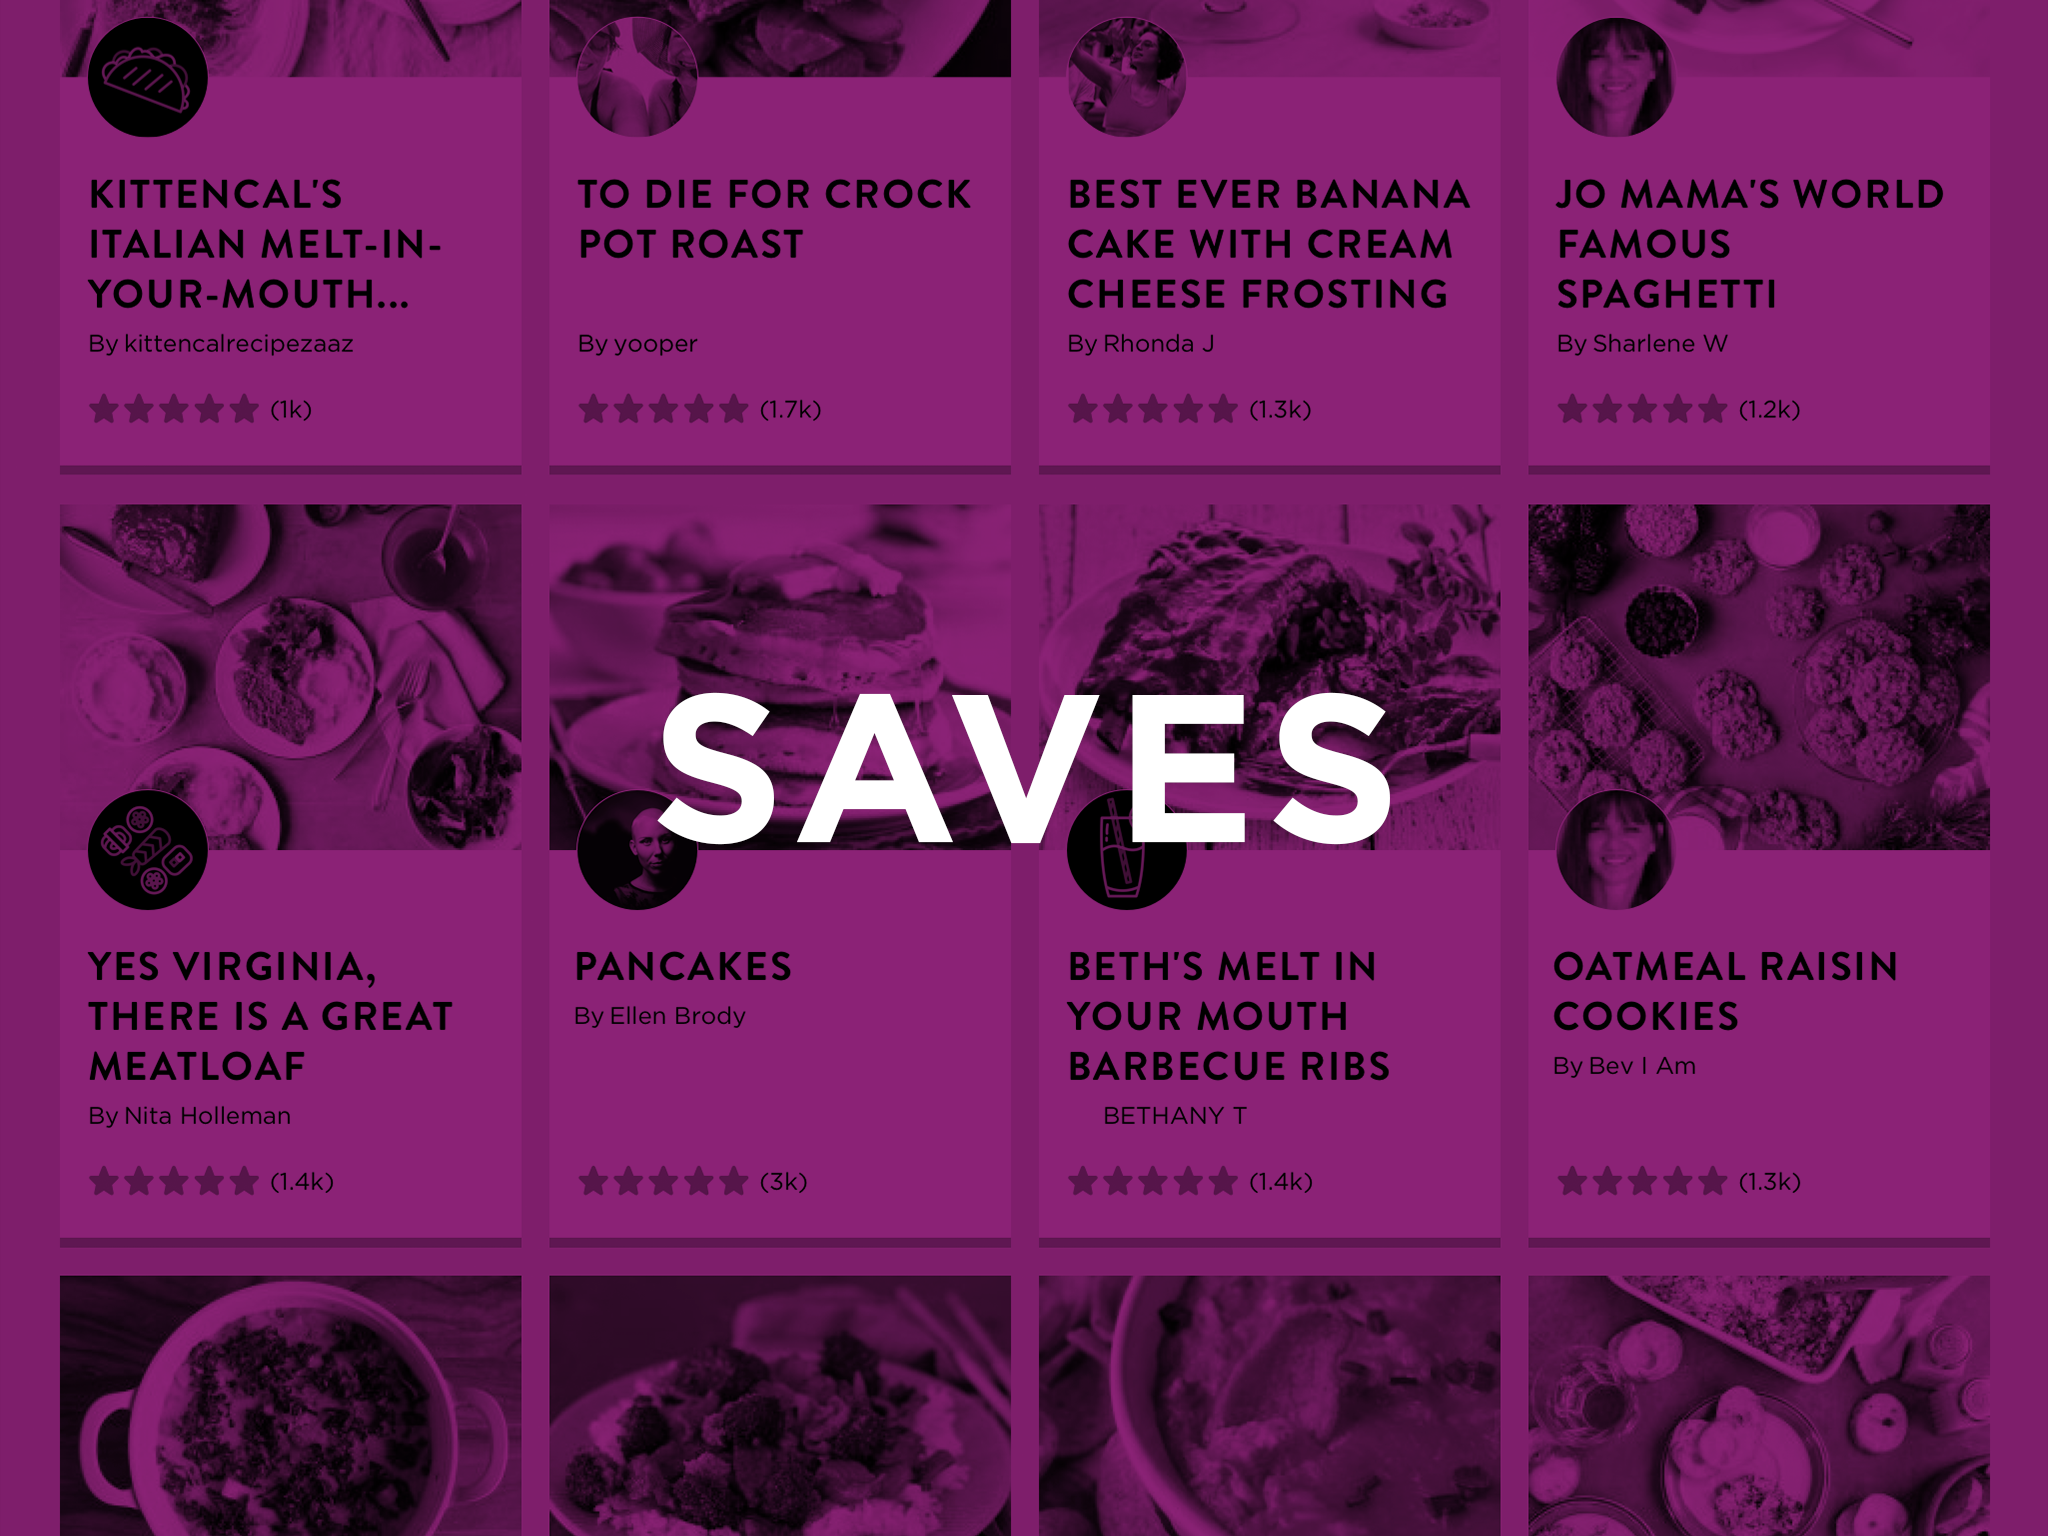 KITTENCAL'S
ITALIAN MELT-IN-
YOUR-MOUTH...
By kittencalrecipezaaz
(1k)
TO DIE FOR CROCK
POT ROAST
By yooper
(1.7k)
BEST EVER BANANA
CAKE WITH CREAM
CHEESE FROSTING
By Rhonda J
(1.3k)
JO MAMA'S WORLD
FAMOUS
SPAGHETTI
By Sharlene W
(1.2k)
SAVES
YES VIRGINIA,
THERE IS A GREAT
MEATLOAF
By Nita Holleman
(1.4k)
PANCAKES
By Ellen Brody
(3k)
BETH'S MELT IN
YOUR MOUTH
BARBECUE RIBS
BETHANY T
(1.4k)
OATMEAL RAISIN
COOKIES
By Bev I Am
(1.3k)